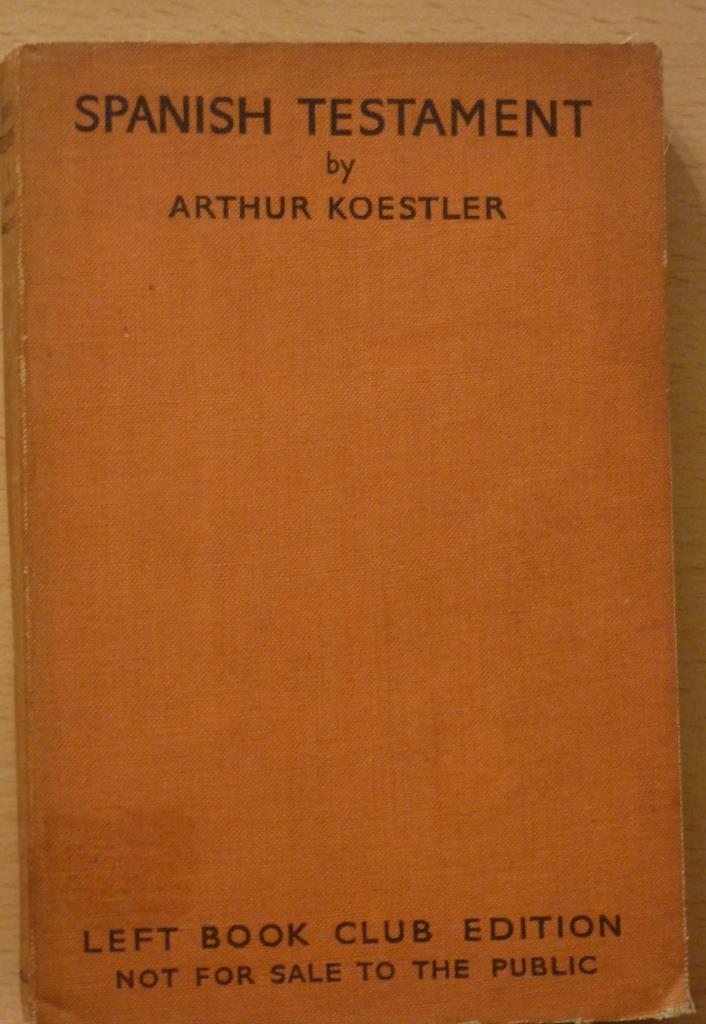 SPANISH TESTAMENT
by
ARTHUR KOESTLER
LEFT BOOK CLUB EDITION
NOT FOR SALE TO THE PUBLIC